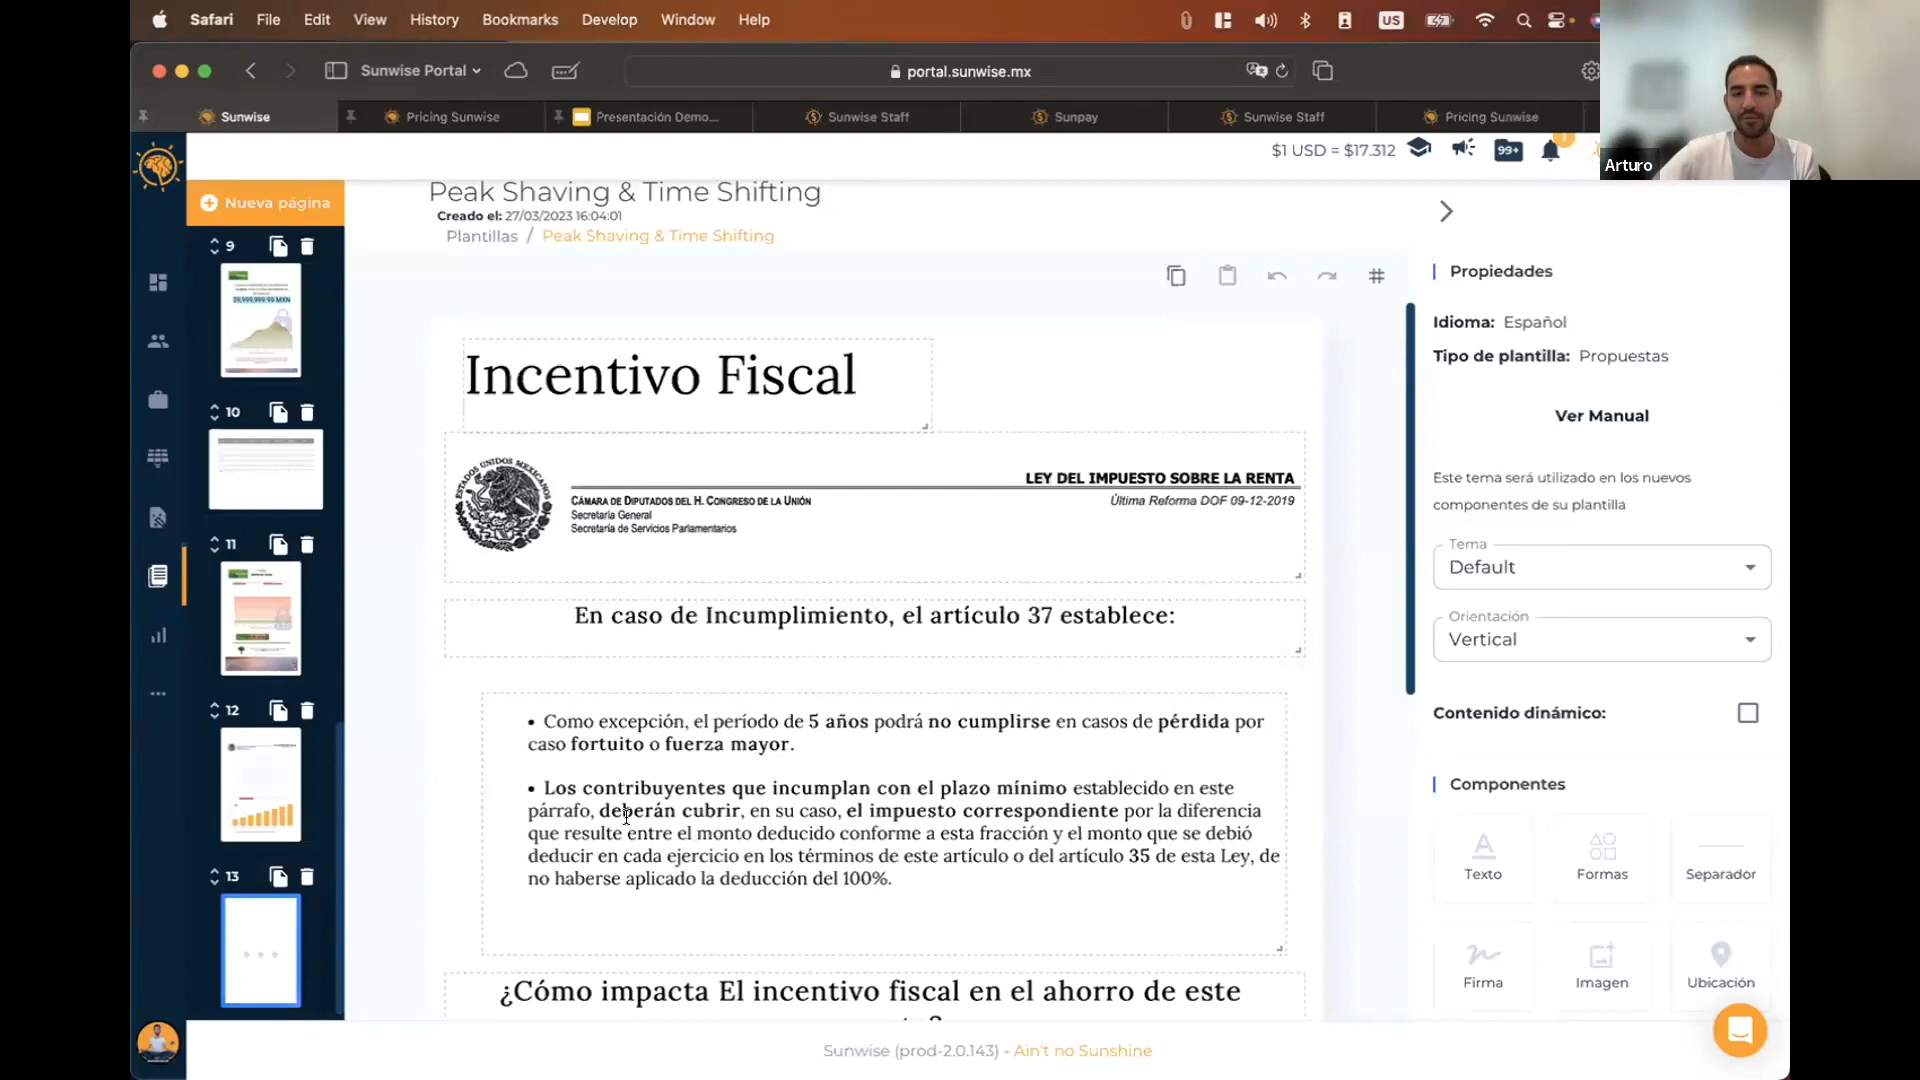 Safari File Edit View History Bookmarks Develop Window Help US
Sunwise Portal portal.sunwise.mx
Sunwise Pricing Sunwise Presentación Demo... Sunwise Staff Sunpay Sunwise Staff Pricing Sunwise
Arturo
$1 USD = $17.312 99+ 1
Nueva página
9
D9,999,999.99 MXN
10
11
12
13
Peak Shaving & Time Shifting
Creado el: 27/03/2023 16:04:01
Plantillas / Peak Shaving & Time Shifting
Incentivo Fiscal
ESTADOS UNIDOS MEXICANOS
LEY DEL IMPUESTO SOBRE LA RENTA
CÁMARA DE DIPUTADOS DEL H. CONGRESO DE LA UNIÓN
Última Reforma DOF 09-12-2019
Secretaría General
Secretaría de Servicios Parlamentarios
En caso de Incumplimiento, el artículo 37 establece:
• Como excepción, el período de 5 años podrá no cumplirse en casos de pérdida por
caso fortuito o fuerza mayor.
• Los contribuyentes que incumplan con el plazo mínimo establecido en este
párrafo, deberán cubrir, en su caso, el impuesto correspondiente por la diferencia
que resulte entre el monto deducido conforme a esta fracción y el monto que se debió
deducir en cada ejercicio en los términos de este artículo o del artículo 35 de esta Ley, de
no haberse aplicado la deducción del 100%.
¿Cómo impacta El incentivo fiscal en el ahorro de este
Propiedades
Idioma: Español
Tipo de plantilla: Propuestas
Ver Manual
Este tema será utilizado en los nuevos
componentes de su plantilla
Tema
Default
Orientación
Vertical
Contenido dinámico:
Componentes
Texto Formas Separador
Firma Imagen Ubicación
Sunwise (prod-2.0.143) - Ain't no Sunshine